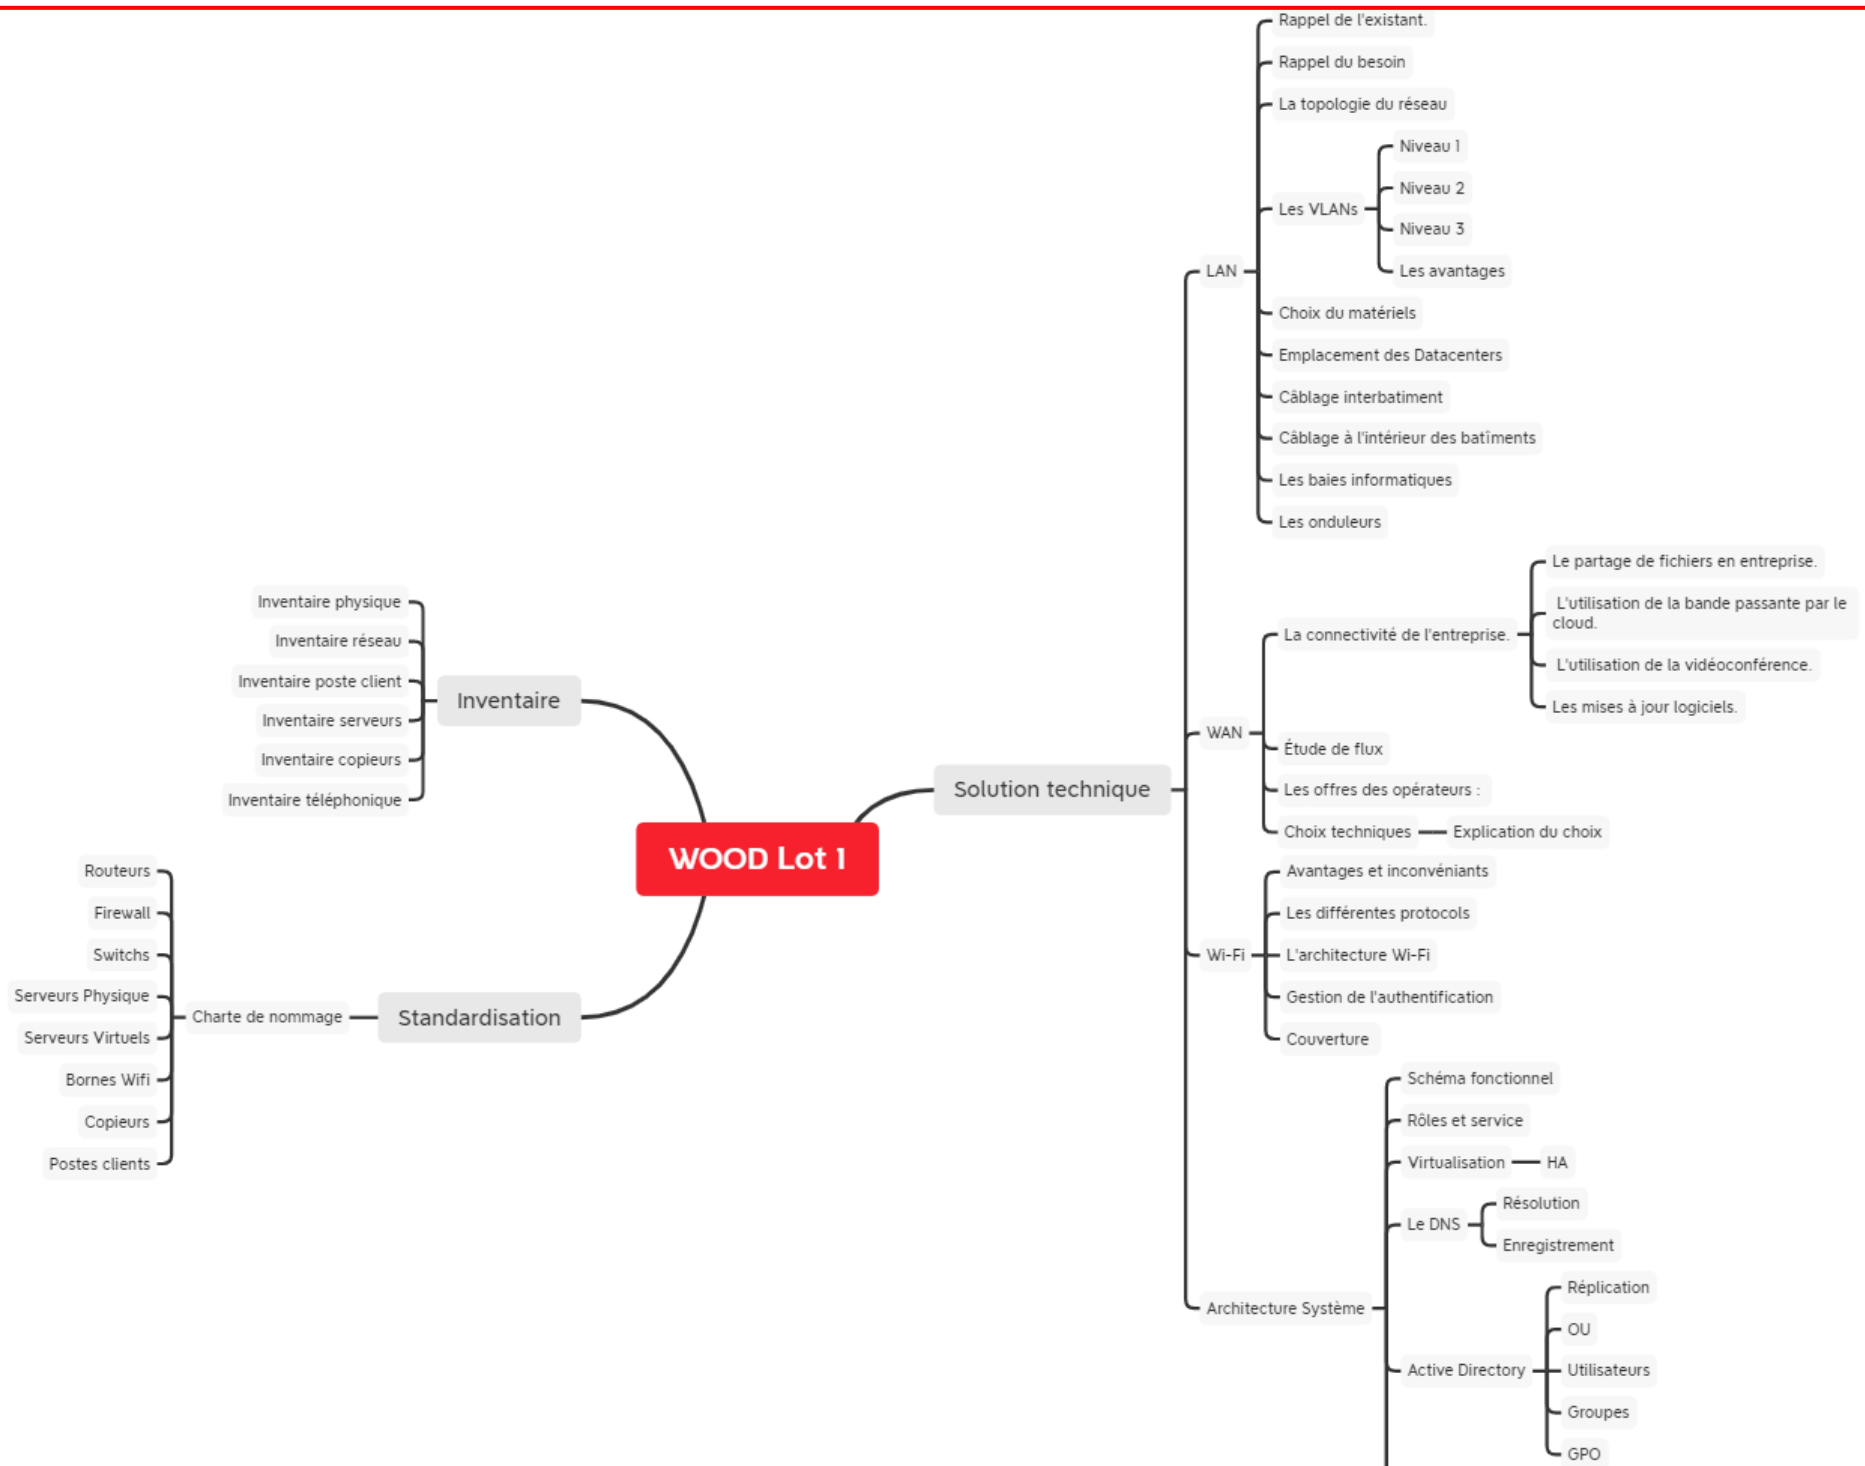 WOOD Lot 1
Inventaire
Inventaire physique
Inventaire réseau
Inventaire poste client
Inventaire serveurs
Inventaire copieurs
Inventaire téléphonique
Standardisation
Charte de nommage
Routeurs
Firewall
Switchs
Serveurs Physique
Serveurs Virtuels
Bornes Wifi
Copieurs
Postes clients
Solution technique
LAN
Rappel de l'existant.
Rappel du besoin
La topologie du réseau
Les VLANs
Niveau 1
Niveau 2
Niveau 3
Les avantages
Choix du matériels
Emplacement des Datacenters
Câblage interbatiment
Câblage à l'intérieur des batîments
Les baies informatiques
Les onduleurs
WAN
La connectivité de l'entreprise.
Le partage de fichiers en entreprise.
L'utilisation de la bande passante par le
cloud.
L'utilisation de la vidéoconférence.
Les mises à jour logiciels.
Étude de flux
Les offres des opérateurs :
Choix techniques
Explication du choix
Wi-Fi
Avantages et inconvéniants
Les différentes protocols
L'architecture Wi-Fi
Gestion de l'authentification
Couverture
Architecture Système
Schéma fonctionnel
Rôles et service
Virtualisation
HA
Le DNS
Résolution
Enregistrement
Active Directory
Réplication
OU
Utilisateurs
Groupes
GPO